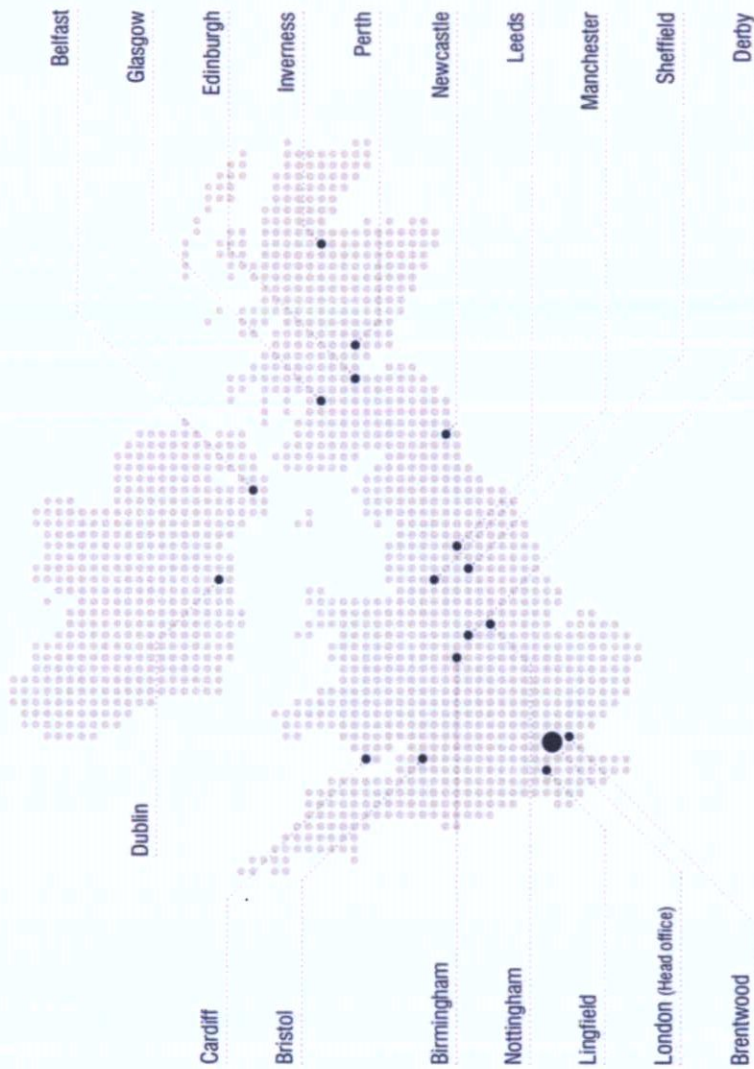 Belfast
Glasgow
Edinburgh
Inverness
Perth
Newcastle
Leeds
Manchester
Sheffield
Derby
Dublin
Cardiff
Bristol
Birmingham
Nottingham
Lingfield
London (Head office)
Brentwood